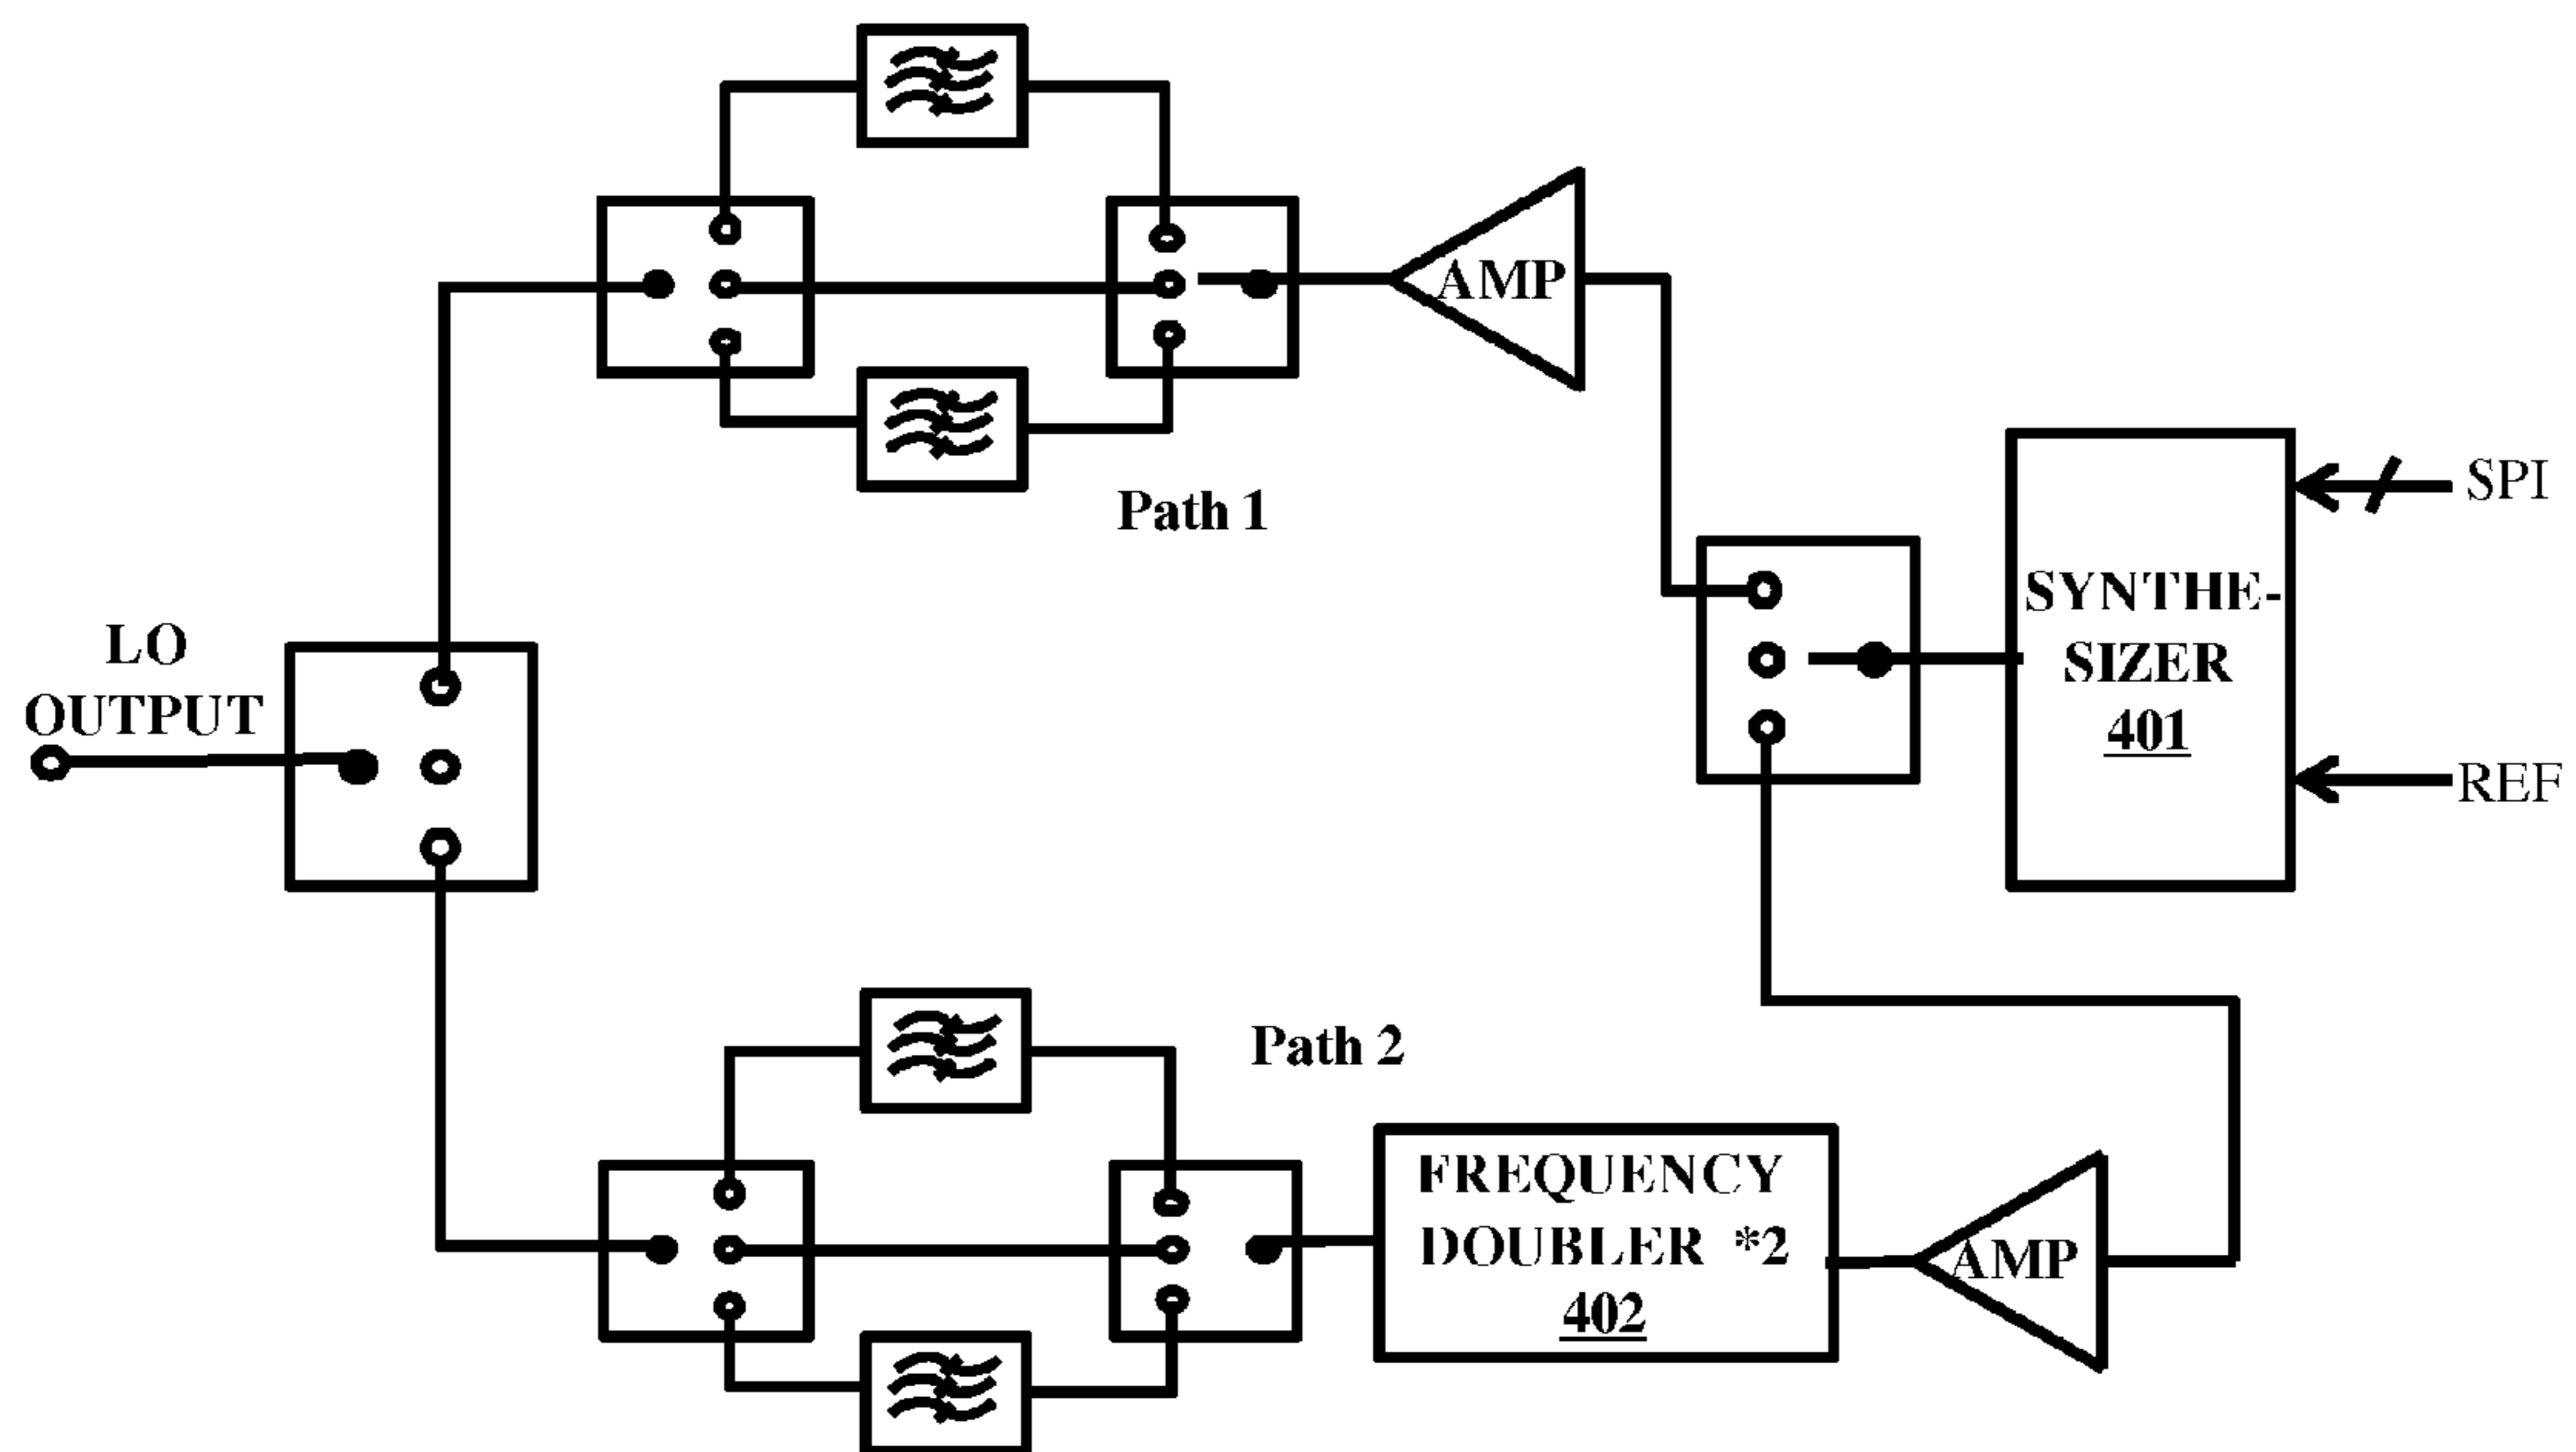 AMP
SPI
Path 1
SYNTHE-
SIZER
401
LO
OUTPUT
REF
Path 2
FREQUENCY
DOUBLER *2
402
AMP